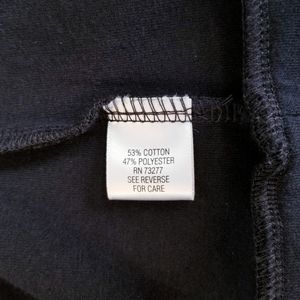 53% COTTON
47% POLYESTER
RN 73277
SEE REVERSE
FOR CARE